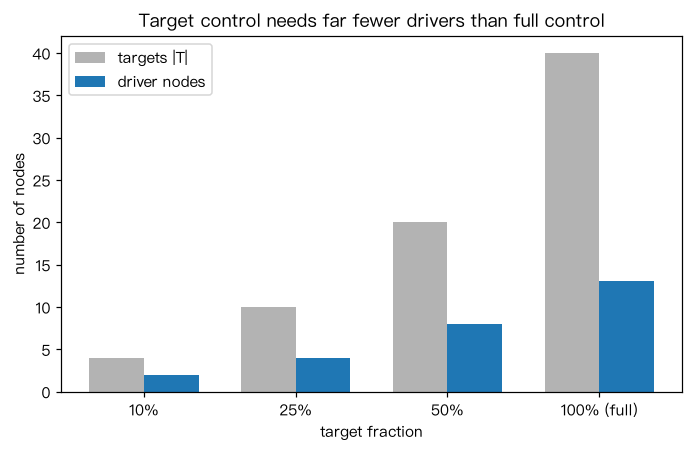 Target control needs far fewer drivers than full control
targets |T|
driver nodes
number of nodes
40
35
30
25
20
15
10
5
0
10%
25%
50%
100% (full)
target fraction